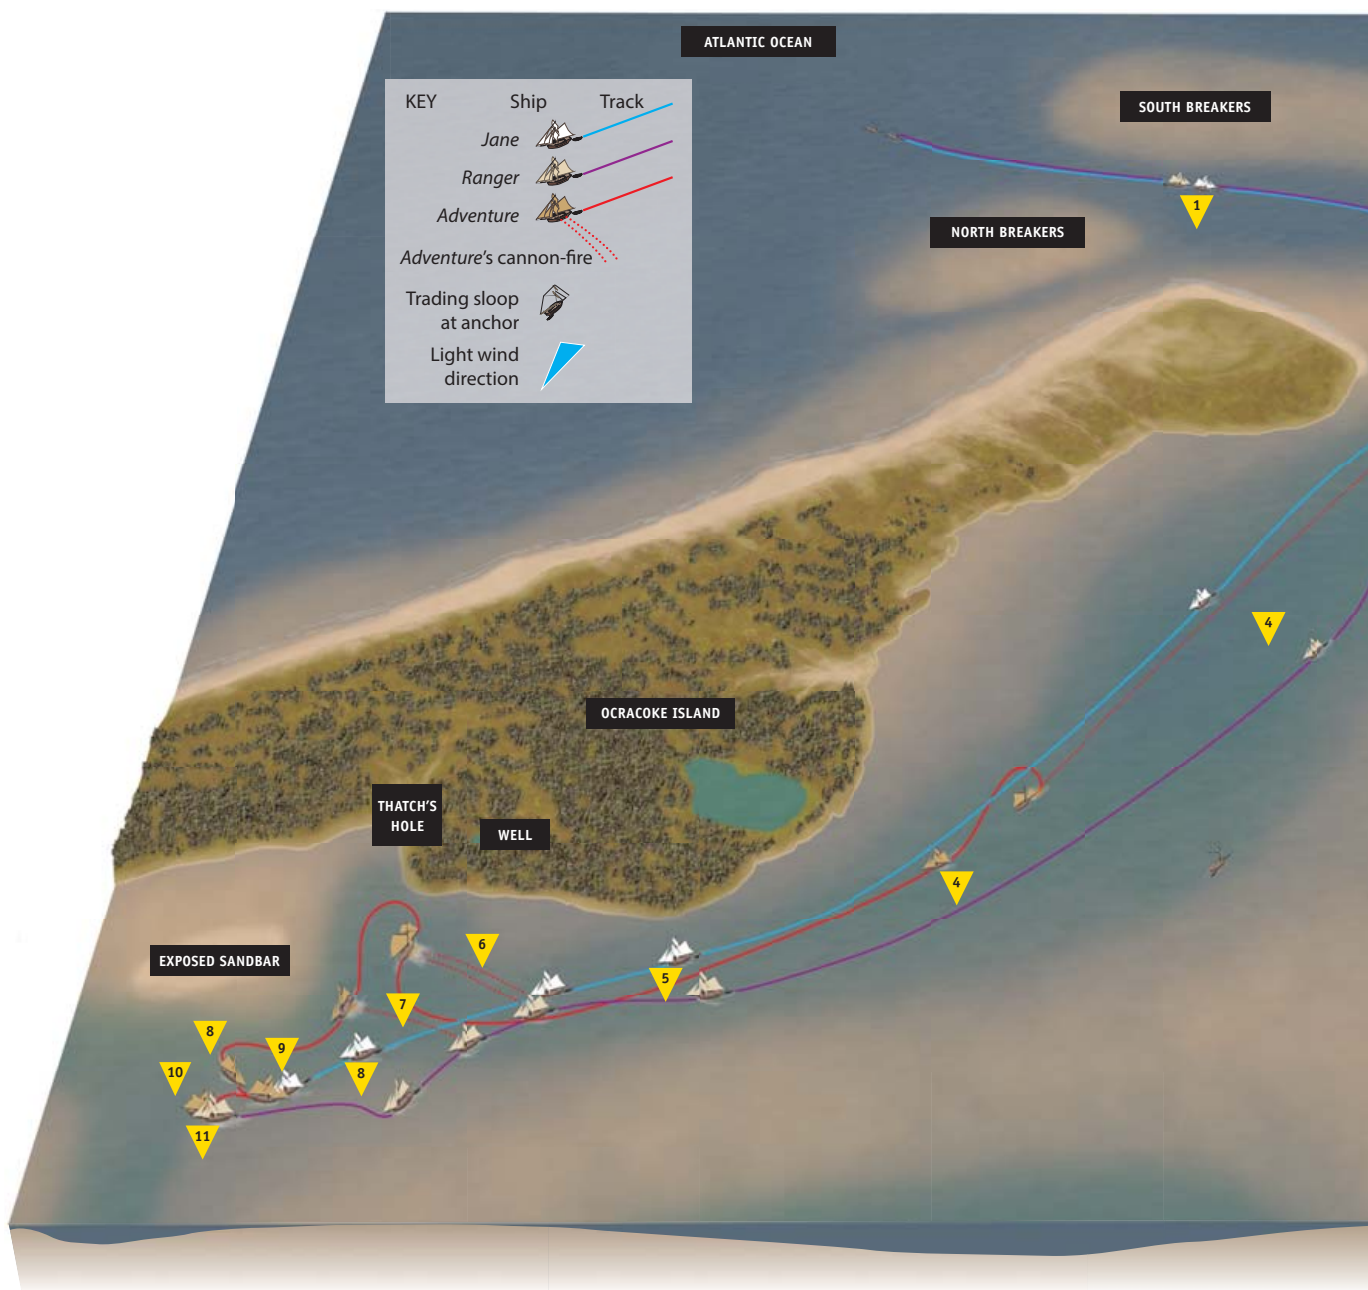 ATLANTIC OCEAN
KEY Ship Track
Jane
Ranger
Adventure
Adventure's cannon-fire
Trading sloop
at anchor
Light wind
direction
SOUTH BREAKERS
1
NORTH BREAKERS
4
OCRACOKE ISLAND
THATCH'S
HOLE
WELL
4
EXPOSED SANDBAR
6
5
7
8
9
8
10
11